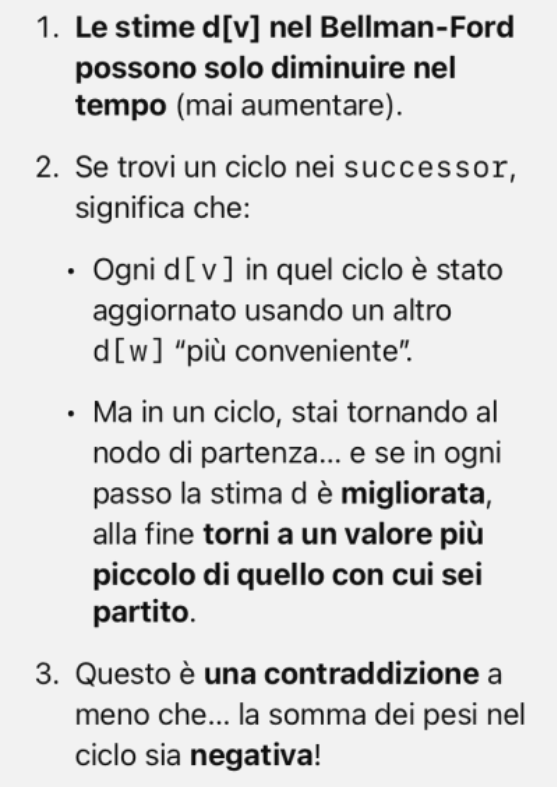 1. Le stime d[v] nel Bellman-Ford
possono solo diminuire nel
tempo (mai aumentare).
2. Se trovi un ciclo nei successor,
significa che:
• Ogni d[v] in quel ciclo è stato
aggiornato usando un altro
d[w] “più conveniente”.
• Ma in un ciclo, stai tornando al
nodo di partenza... e se in ogni
passo la stima d è migliorata,
alla fine torni a un valore più
piccolo di quello con cui sei
partito.
3. Questo è una contraddizione a
meno che... la somma dei pesi nel
ciclo sia negativa!